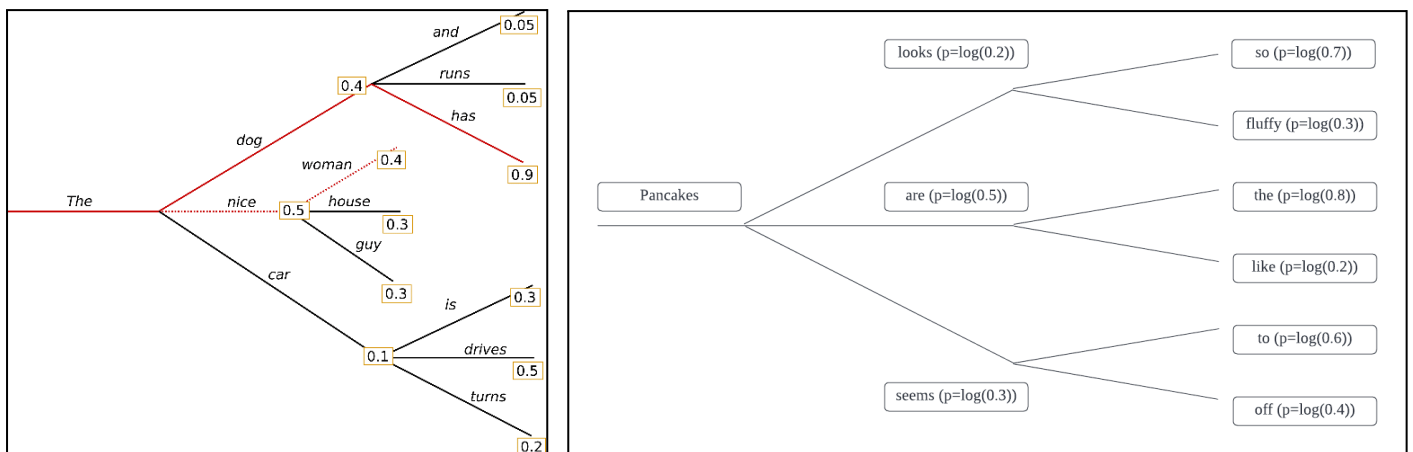 and
0.05
runs
0.05
0.4
has
0.9
dog
woman
0.4
The
nice
0.5
house
0.3
guy
0.3
car
is
0.3
0.1
drives
0.5
turns
0.2
looks (p=log(0.2))
so (p=log(0.7))
fluffy (p=log(0.3))
Pancakes
are (p=log(0.5))
the (p=log(0.8))
like (p=log(0.2))
to (p=log(0.6))
seems (p=log(0.3))
off (p=log(0.4))